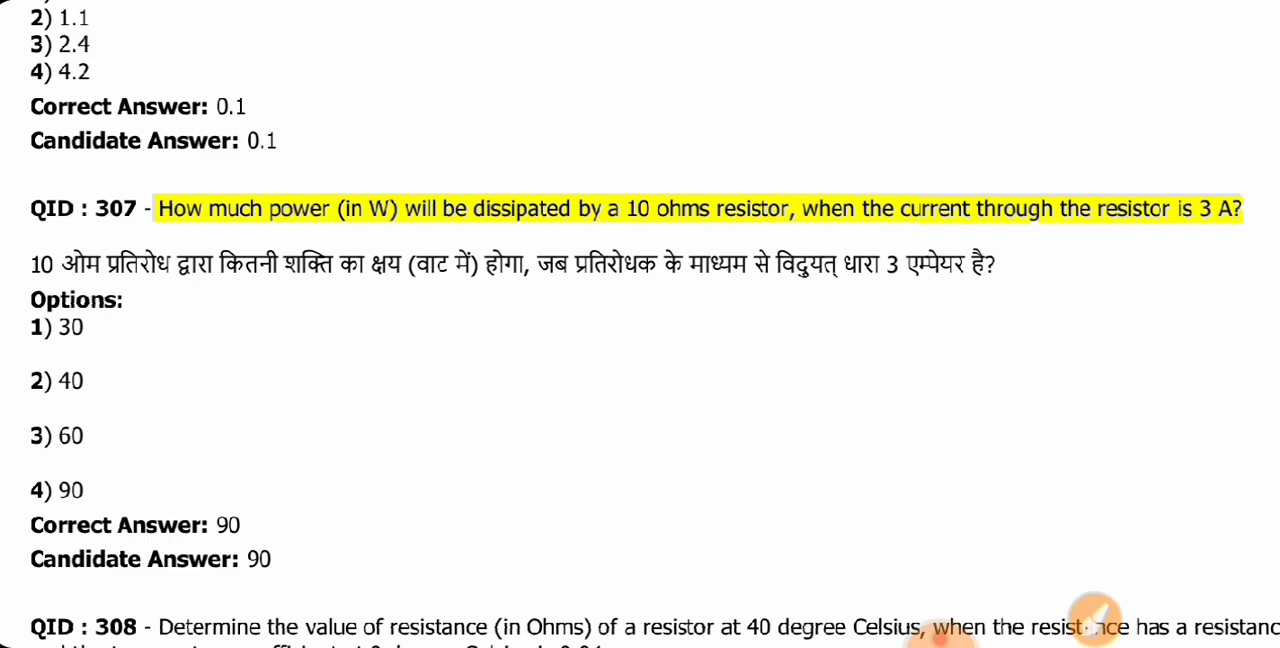 2) 1.1
3) 2.4
4) 4.2
Correct Answer: 0.1
Candidate Answer: 0.1
QID : 307 - How much power (in W) will be dissipated by a 10 ohms resistor, when the current through the resistor is 3 A?
10 ओम प्रतिरोध द्वारा कितनी शक्ति का क्षय (वाट में) होगा, जब प्रतिरोधक के माध्यम से विदुयत् धारा 3 एम्पेयर है?
Options:
1) 30
2) 40
3) 60
4) 90
Correct Answer: 90
Candidate Answer: 90
QID : 308 - Determine the value of resistance (in Ohms) of a resistor at 40 degree Celsius, when the has a